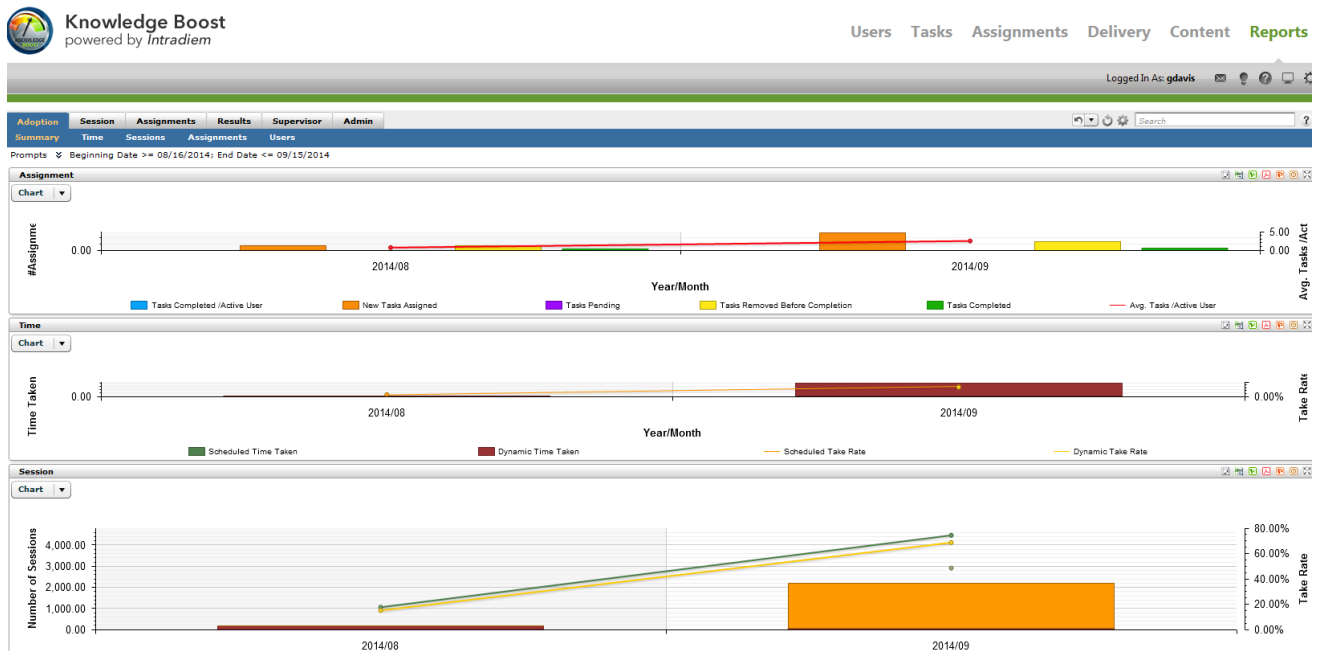 Knowledge Boost
powered by Intradiem
Users Tasks Assignments Delivery Content Reports
Logged In As: gdavis
Adoption Session Assignments Results Supervisor Admin
Search
Summary Time Sessions Assignments Users
Prompts Beginning Date >= 08/16/2014; End Date <= 09/15/2014
Assignment
Chart
#Assignme
0.00
5.00
0.00
Avg. Tasks /Act
2014/08 2014/09
Year/Month
Tasks Completed /Active User New Tasks Assigned Tasks Pending Tasks Removed Before Completion Tasks Completed Avg. Tasks /Active User
Time
Chart
Time Taken
0.00
0.00%
Take Rate
2014/08 2014/09
Year/Month
Scheduled Time Taken Dynamic Time Taken Scheduled Take Rate Dynamic Take Rate
Session
Chart
Number of Sessions
4,000.00
3,000.00
2,000.00
1,000.00
0.00
80.00%
60.00%
40.00%
20.00%
0.00%
Take Rate
2014/08 2014/09